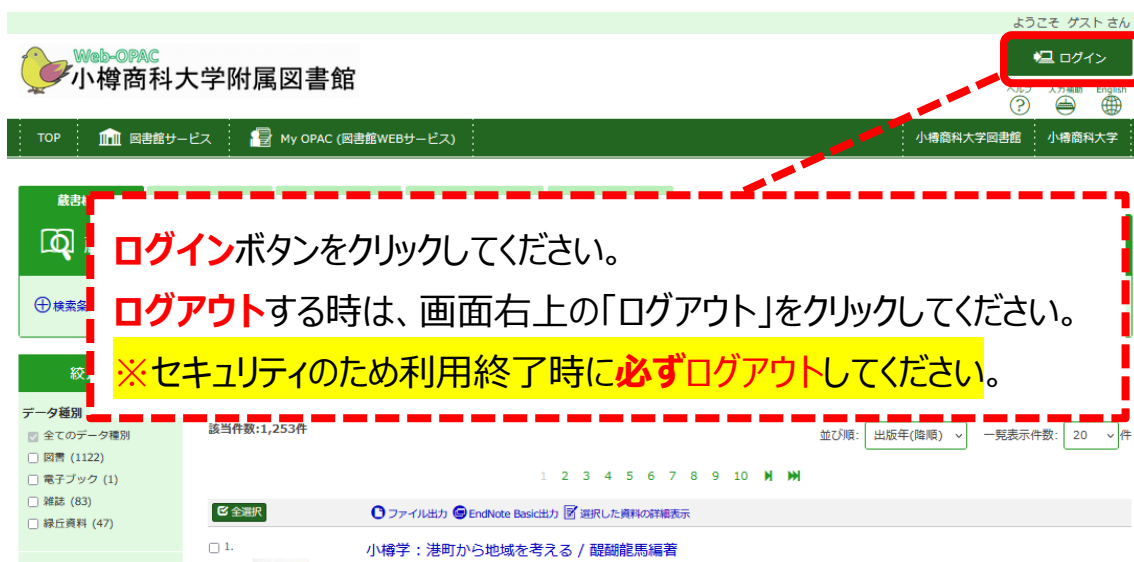 ようこそ ゲスト さん
Web-OPAC
小樽商科大学附属図書館
ログイン
ヘルプ 入力補助 English
TOP 図書館サービス My OPAC (図書館WEBサービス) 小樽商科大学図書館 小樽商科大学
蔵書
ログインボタンをクリックしてください。
ログアウトする時は、画面右上の「ログアウト」をクリックしてください。
※セキュリティのため利用終了時に必ずログアウトしてください。
検索条
絞
データ種別
全てのデータ種別
図書 (1122)
電子ブック (1)
雑誌 (83)
緑丘資料 (47)
該当件数:1,253件
並び順: 出版年(降順) 一覧表示件数: 20 件
1 2 3 4 5 6 7 8 9 10
全選択 ファイル出力 EndNote Basic出力 選択した資料の詳細表示
1. 小樽学：港町から地域を考える / 醍醐龍馬編著